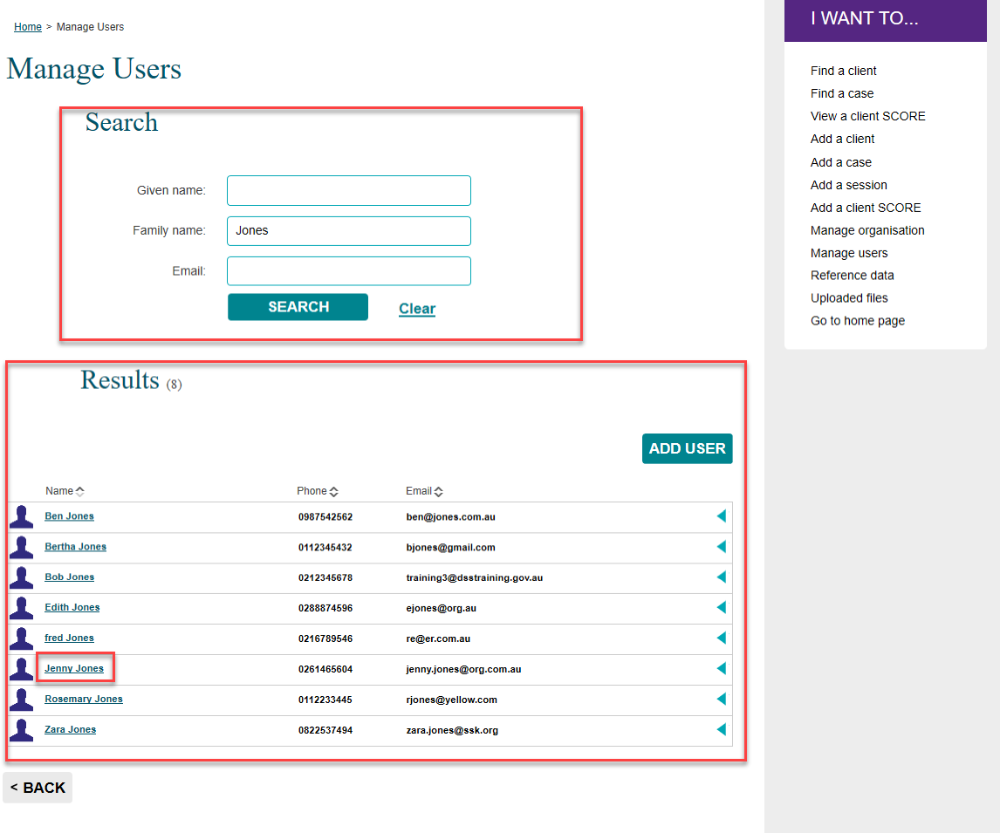 Home > Manage Users
Manage Users
Search
Given name:
Family name: Jones
Email:
SEARCH Clear
Results (8)
ADD USER
Name Phone Email
Ben Jones 0987542562 ben@jones.com.au
Bertha Jones 0112345432 bjones@gmail.com
Bob Jones 0212345678 training3@dsstraining.gov.au
Edith Jones 0288874596 ejones@org.au
fred Jones 0216789546 re@er.com.au
Jenny Jones 0261465604 jenny.jones@org.com.au
Rosemary Jones 0112233445 rjones@yellow.com
Zara Jones 0822537494 zara.jones@ssk.org
< BACK
I WANT TO...
Find a client
Find a case
View a client SCORE
Add a client
Add a case
Add a session
Add a client SCORE
Manage organisation
Manage users
Reference data
Uploaded files
Go to home page